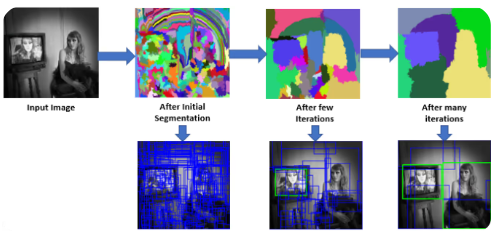 Input Image
After Initial
Segmentation
After few
Iterations
After many
iterations